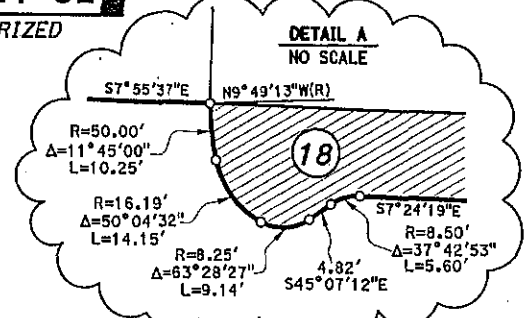 RIZED
DETAIL A
NO SCALE
S7°55'37"E
N9°49'13"W(R)
R=50.00'
Δ=11°45'00"
L=10.25'
18
R=16.19'
Δ=50°04'32"
L=14.15'
S7°24'19"E
R=8.25'
Δ=63°28'27"
L=9.14'
4.82'
S45°07'12"E
R=8.50'
Δ=37°42'53"
L=5.60'